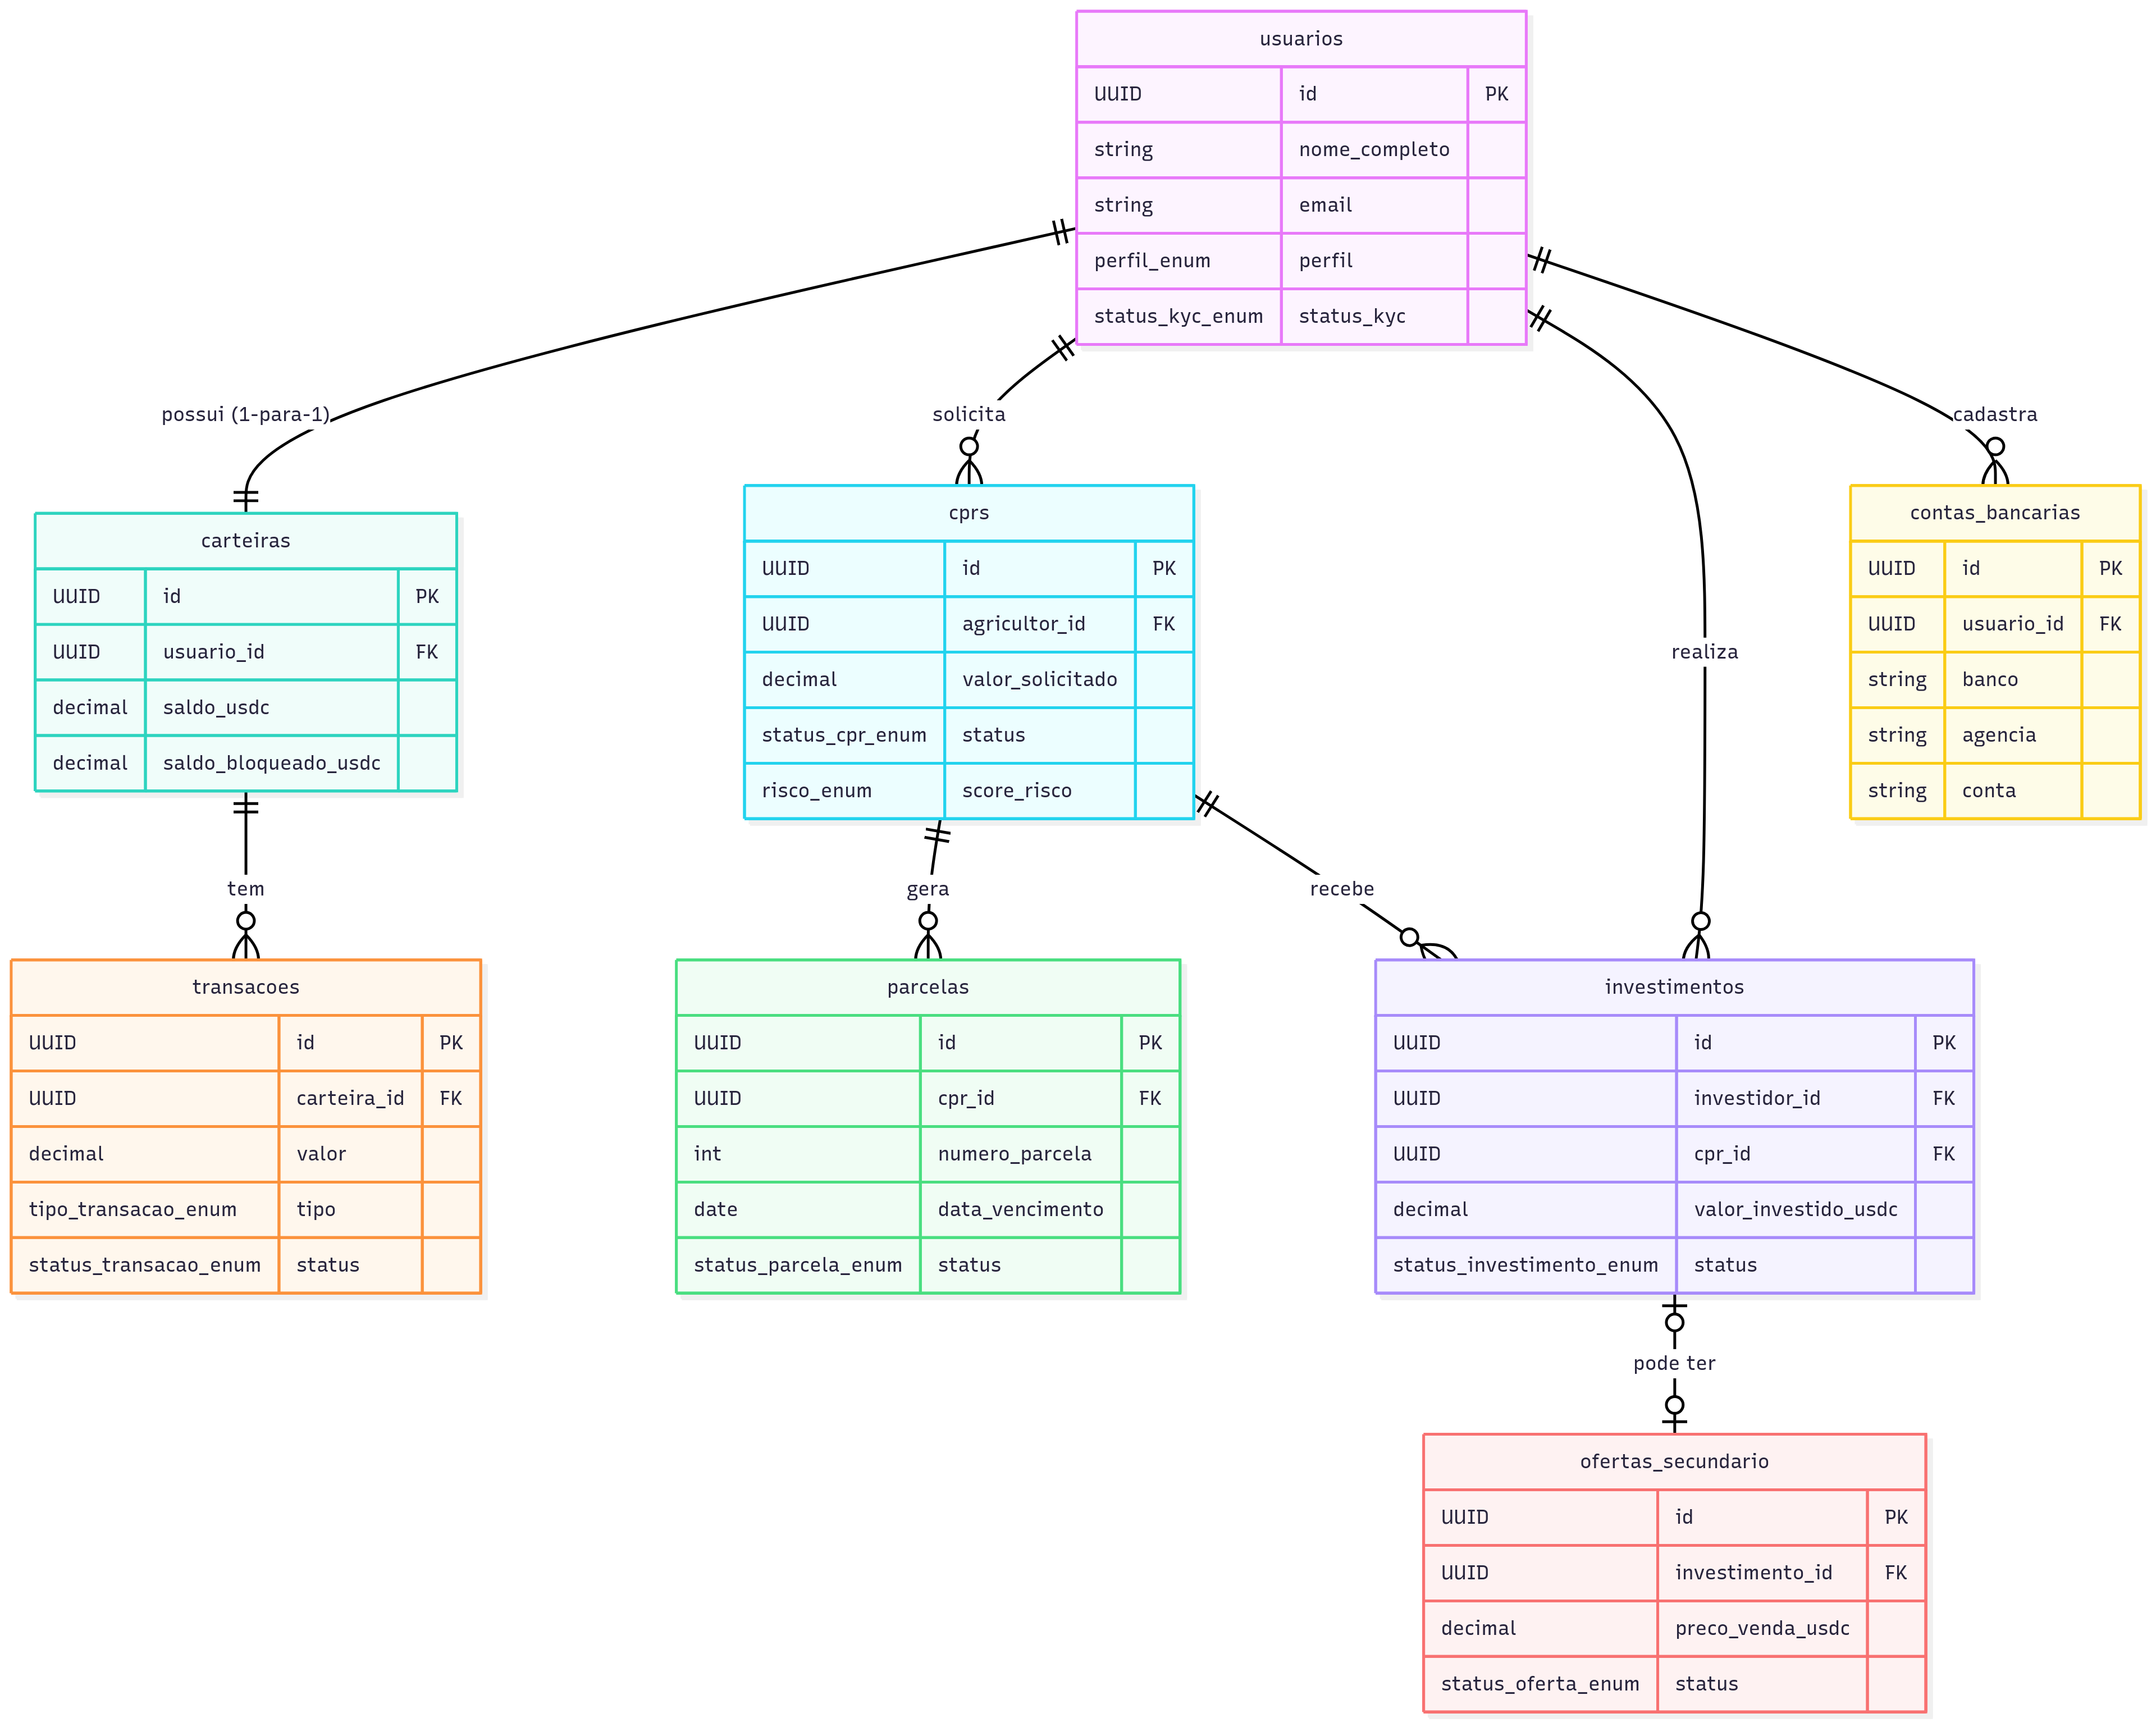 usuarios
UUID id PK
string nome_completo
string email
perfil_enum perfil
status_kyc_enum status_kyc
possui (1-para-1)
solicita
cadastra
realiza
carteiras
UUID id PK
UUID usuario_id FK
decimal saldo_usdc
decimal saldo_bloqueado_usdc
cprs
UUID id PK
UUID agricultor_id FK
decimal valor_solicitado
status_cpr_enum status
risco_enum score_risco
contas_bancarias
UUID id PK
UUID usuario_id FK
string banco
string agencia
string conta
tem
gera
recebe
transacoes
UUID id PK
UUID carteira_id FK
decimal valor
tipo_transacao_enum tipo
status_transacao_enum status
parcelas
UUID id PK
UUID cpr_id FK
int numero_parcela
date data_vencimento
status_parcela_enum status
investimentos
UUID id PK
UUID investidor_id FK
UUID cpr_id FK
decimal valor_investido_usdc
status_investimento_enum status
pode ter
ofertas_secundario
UUID id PK
UUID investimento_id FK
decimal preco_venda_usdc
status_oferta_enum status